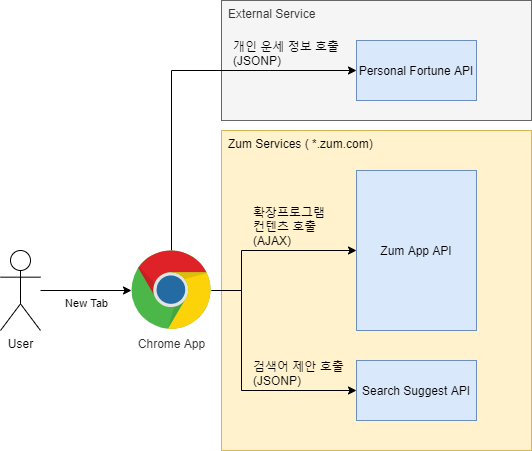 External Service
개인 운세 정보 호출
(JSONP)
Personal Fortune API
Zum Services ( *.zum.com)
확장프로그램
컨텐츠 호출
(AJAX)
Zum App API
New Tab
User
Chrome App
검색어 제안 호출
(JSONP)
Search Suggest API